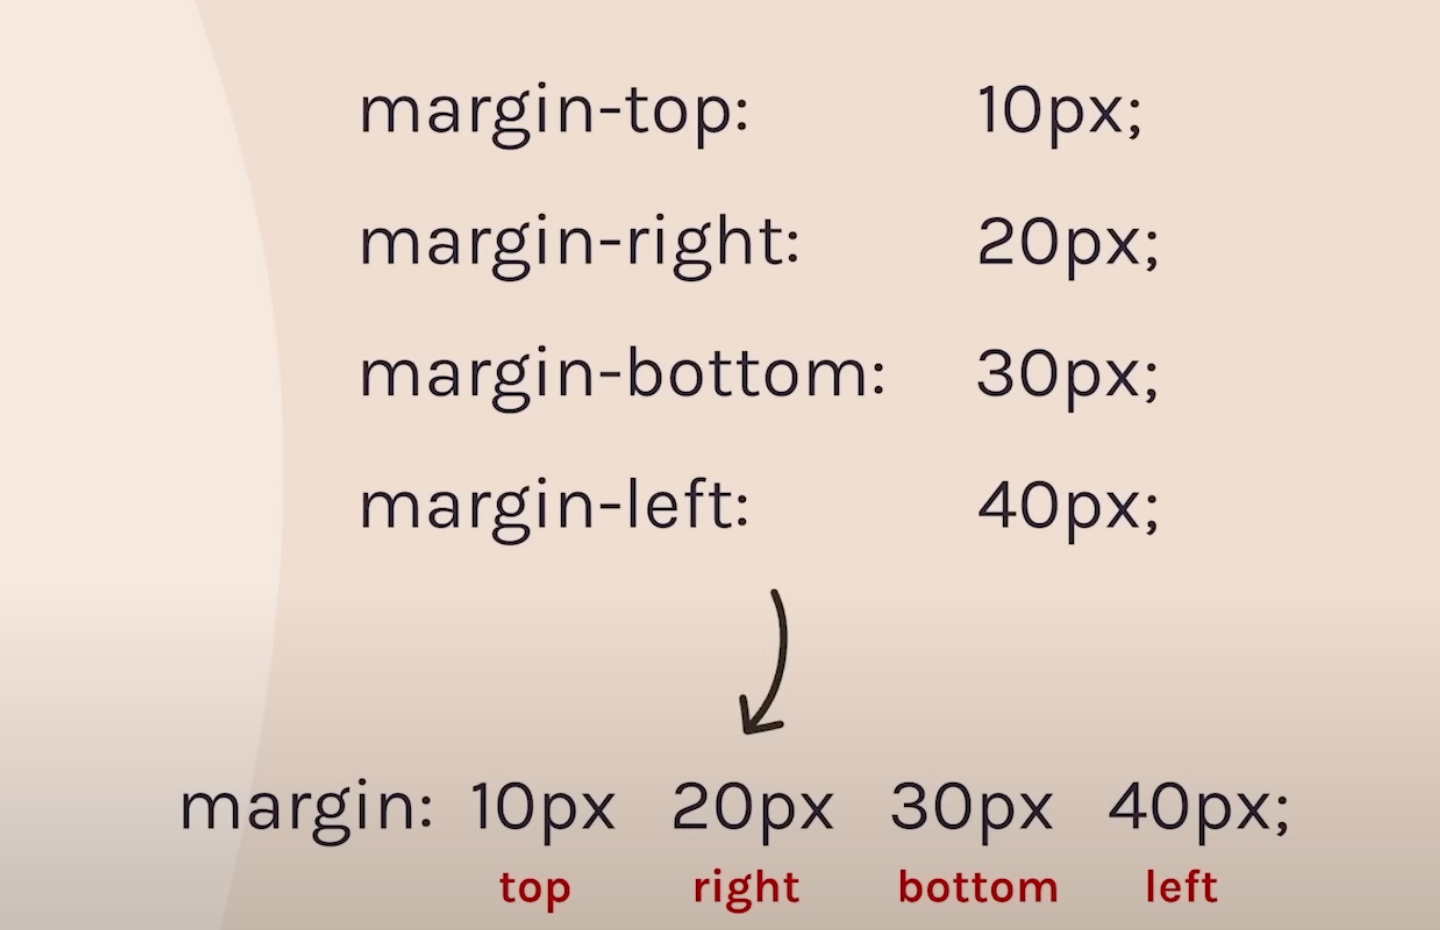 margin-top: 10px;
margin-right: 20px;
margin-bottom: 30px;
margin-left: 40px;
margin: 10px 20px 30px 40px;
top right bottom left